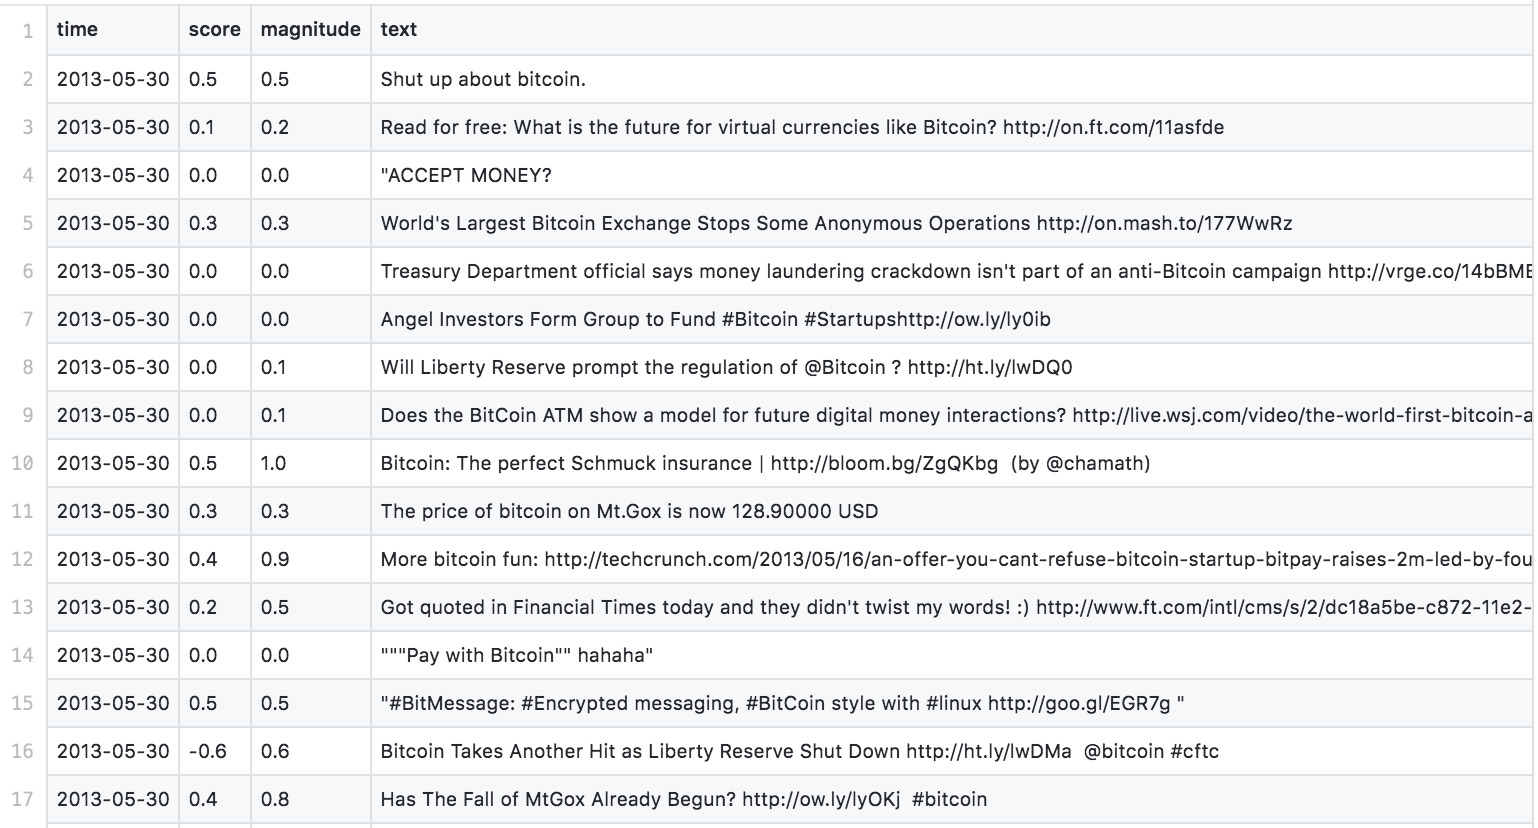 1 time score magnitude text
2 2013-05-30 0.5 0.5 Shut up about bitcoin.
3 2013-05-30 0.1 0.2 Read for free: What is the future for virtual currencies like Bitcoin? http://on.ft.com/11asfde
4 2013-05-30 0.0 0.0 "ACCEPT MONEY?
5 2013-05-30 0.3 0.3 World's Largest Bitcoin Exchange Stops Some Anonymous Operations http://on.mash.to/177WwRz
6 2013-05-30 0.0 0.0 Treasury Department official says money laundering crackdown isn't part of an anti-Bitcoin campaign http://vrge.co/14bBME
7 2013-05-30 0.0 0.0 Angel Investors Form Group to Fund #Bitcoin #Startupshttp://ow.ly/ly0ib
8 2013-05-30 0.0 0.1 Will Liberty Reserve prompt the regulation of @Bitcoin ? http://ht.ly/lwDQ0
9 2013-05-30 0.0 0.1 Does the BitCoin ATM show a model for future digital money interactions? http://live.wsj.com/video/the-world-first-bitcoin-a
10 2013-05-30 0.5 1.0 Bitcoin: The perfect Schmuck insurance | http://bloom.bg/ZgQKbg  (by @chamath)
11 2013-05-30 0.3 0.3 The price of bitcoin on Mt.Gox is now 128.90000 USD
12 2013-05-30 0.4 0.9 More bitcoin fun: http://techcrunch.com/2013/05/16/an-offer-you-cant-refuse-bitcoin-startup-bitpay-raises-2m-led-by-fou
13 2013-05-30 0.2 0.5 Got quoted in Financial Times today and they didn't twist my words! :) http://www.ft.com/intl/cms/s/2/dc18a5be-c872-11e2-
14 2013-05-30 0.0 0.0 """Pay with Bitcoin"" hahaha"
15 2013-05-30 0.5 0.5 "#BitMessage: #Encrypted messaging, #BitCoin style with #linux http://goo.gl/EGR7g "
16 2013-05-30 -0.6 0.6 Bitcoin Takes Another Hit as Liberty Reserve Shut Down http://ht.ly/lwDMa  @bitcoin #cftc
17 2013-05-30 0.4 0.8 Has The Fall of MtGox Already Begun? http://ow.ly/lyOKj  #bitcoin